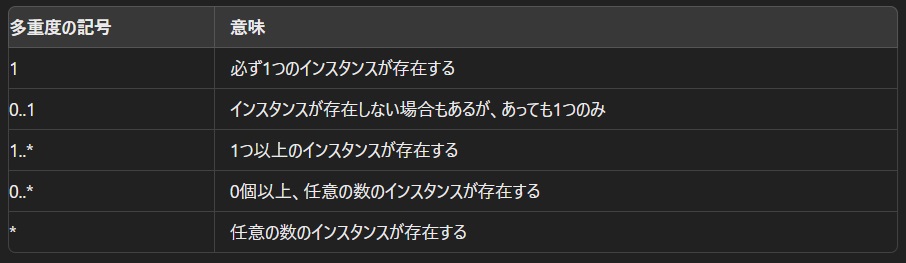 多重度の記号 意味
1 必ず1つのインスタンスが存在する
0..1 インスタンスが存在しない場合もあるが、あっても1つのみ
1..* 1つ以上のインスタンスが存在する
0..* 0個以上、任意の数のインスタンスが存在する
* 任意の数のインスタンスが存在する